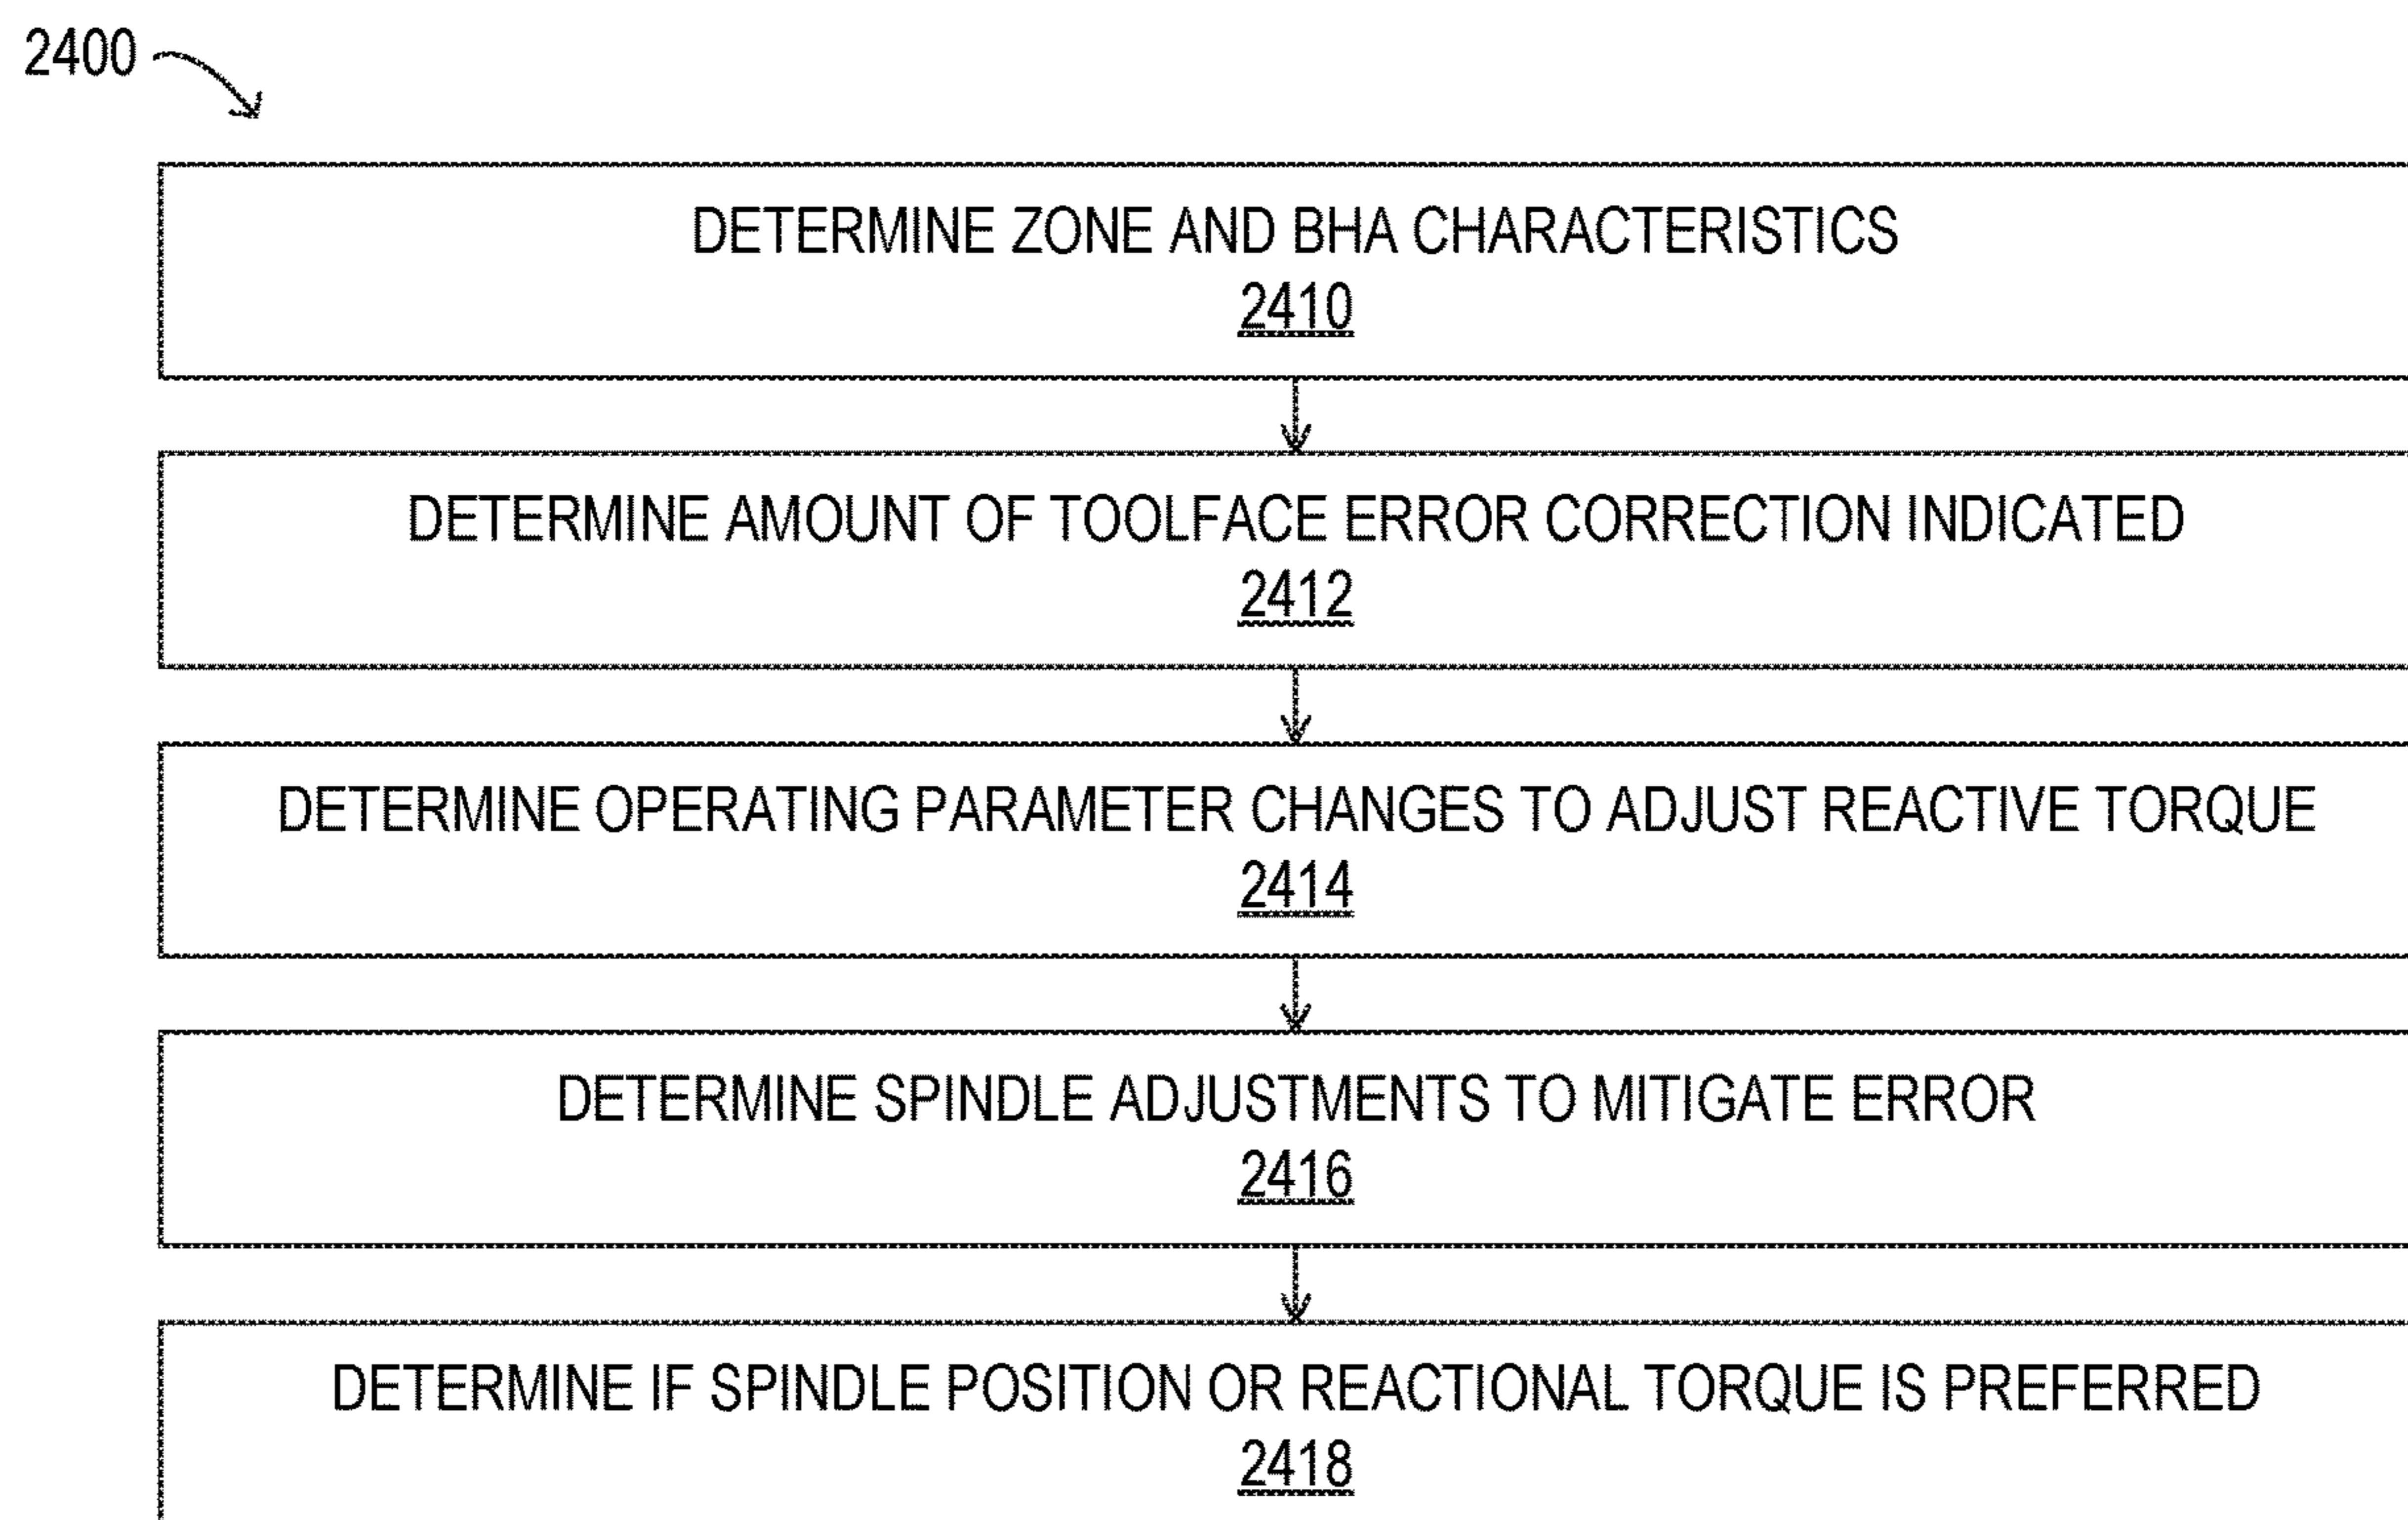 2400
DETERMINE ZONE AND BHA CHARACTERISTICS
2410
DETERMINE AMOUNT OF TOOLFACE ERROR CORRECTION INDICATED
2412
DETERMINE OPERATING PARAMETER CHANGES TO ADJUST REACTIVE TORQUE
2414
DETERMINE SPINDLE ADJUSTMENTS TO MITIGATE ERROR
2416
DETERMINE IF SPINDLE POSITION OR REACTIONAL TORQUE IS PREFERRED
2418